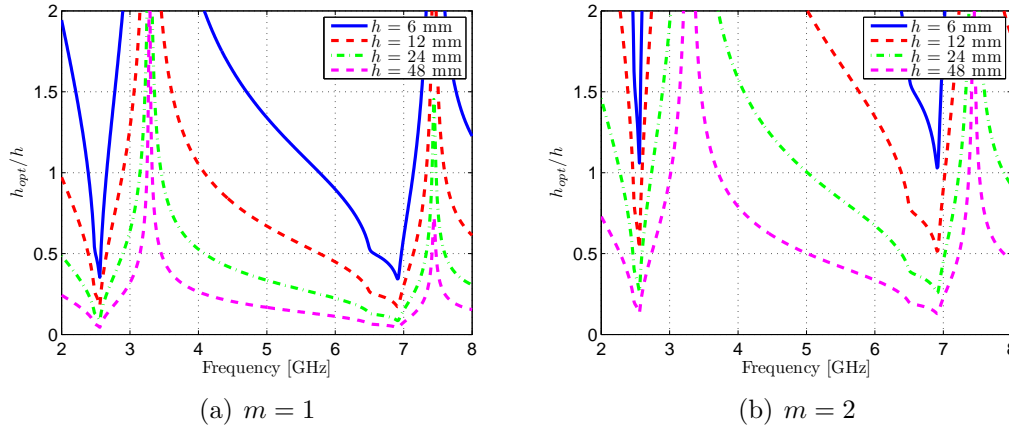 2
1.5
1
0.5
0
h_opt/h
h = 6 mm
h = 12 mm
h = 24 mm
h = 48 mm
2 3 4 5 6 7 8
Frequency [GHz]
(a) m = 1
2
1.5
1
0.5
0
h_opt/h
h = 6 mm
h = 12 mm
h = 24 mm
h = 48 mm
2 3 4 5 6 7 8
Frequency [GHz]
(b) m = 2